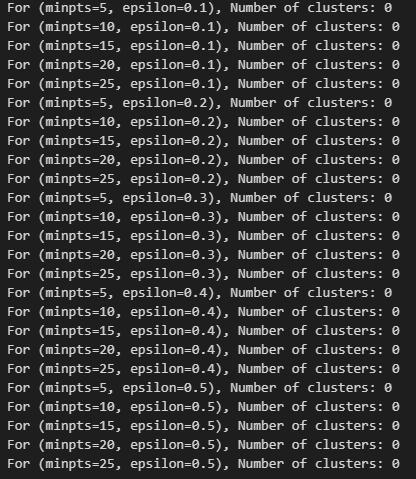 For (minpts=5, epsilon=0.1), Number of clusters: 0
For (minpts=10, epsilon=0.1), Number of clusters: 0
For (minpts=15, epsilon=0.1), Number of clusters: 0
For (minpts=20, epsilon=0.1), Number of clusters: 0
For (minpts=25, epsilon=0.1), Number of clusters: 0
For (minpts=5, epsilon=0.2), Number of clusters: 0
For (minpts=10, epsilon=0.2), Number of clusters: 0
For (minpts=15, epsilon=0.2), Number of clusters: 0
For (minpts=20, epsilon=0.2), Number of clusters: 0
For (minpts=25, epsilon=0.2), Number of clusters: 0
For (minpts=5, epsilon=0.3), Number of clusters: 0
For (minpts=10, epsilon=0.3), Number of clusters: 0
For (minpts=15, epsilon=0.3), Number of clusters: 0
For (minpts=20, epsilon=0.3), Number of clusters: 0
For (minpts=25, epsilon=0.3), Number of clusters: 0
For (minpts=5, epsilon=0.4), Number of clusters: 0
For (minpts=10, epsilon=0.4), Number of clusters: 0
For (minpts=15, epsilon=0.4), Number of clusters: 0
For (minpts=20, epsilon=0.4), Number of clusters: 0
For (minpts=25, epsilon=0.4), Number of clusters: 0
For (minpts=5, epsilon=0.5), Number of clusters: 0
For (minpts=10, epsilon=0.5), Number of clusters: 0
For (minpts=15, epsilon=0.5), Number of clusters: 0
For (minpts=20, epsilon=0.5), Number of clusters: 0
For (minpts=25, epsilon=0.5), Number of clusters: 0